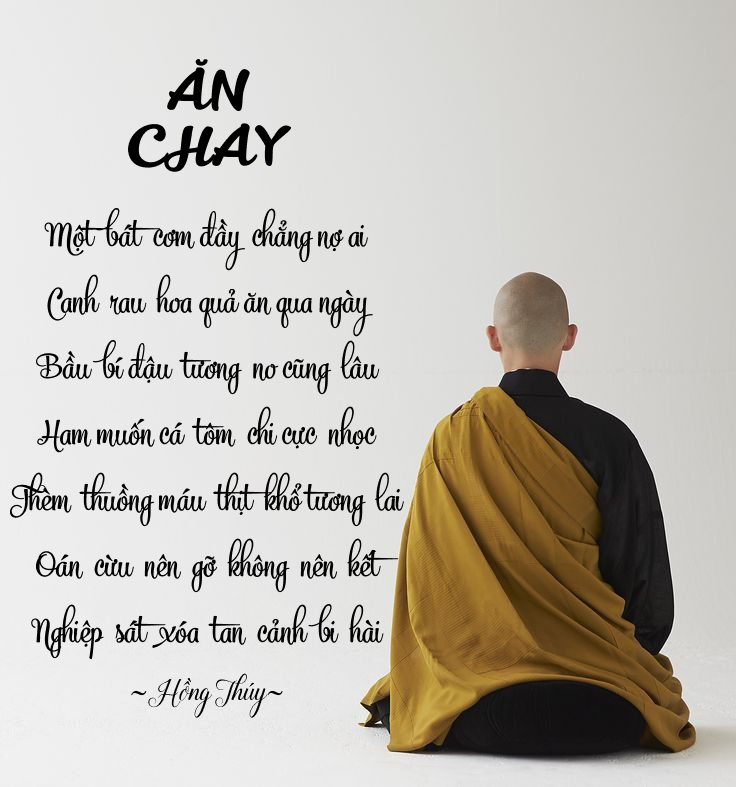 ĂN
CHAY
Một bát cơm đầy chẳng nợ ai
Canh rau hoa quả ăn qua ngày
Bầu bí đậu tương no cũng lâu
Ham muốn cá tôm chi cực nhọc
Thèm thuồng máu thịt khổ tương lai
Oán cừu nên gỡ không nên kết
Nghiệp sát xóa tan cảnh bi hài
~Hồng Thúy~